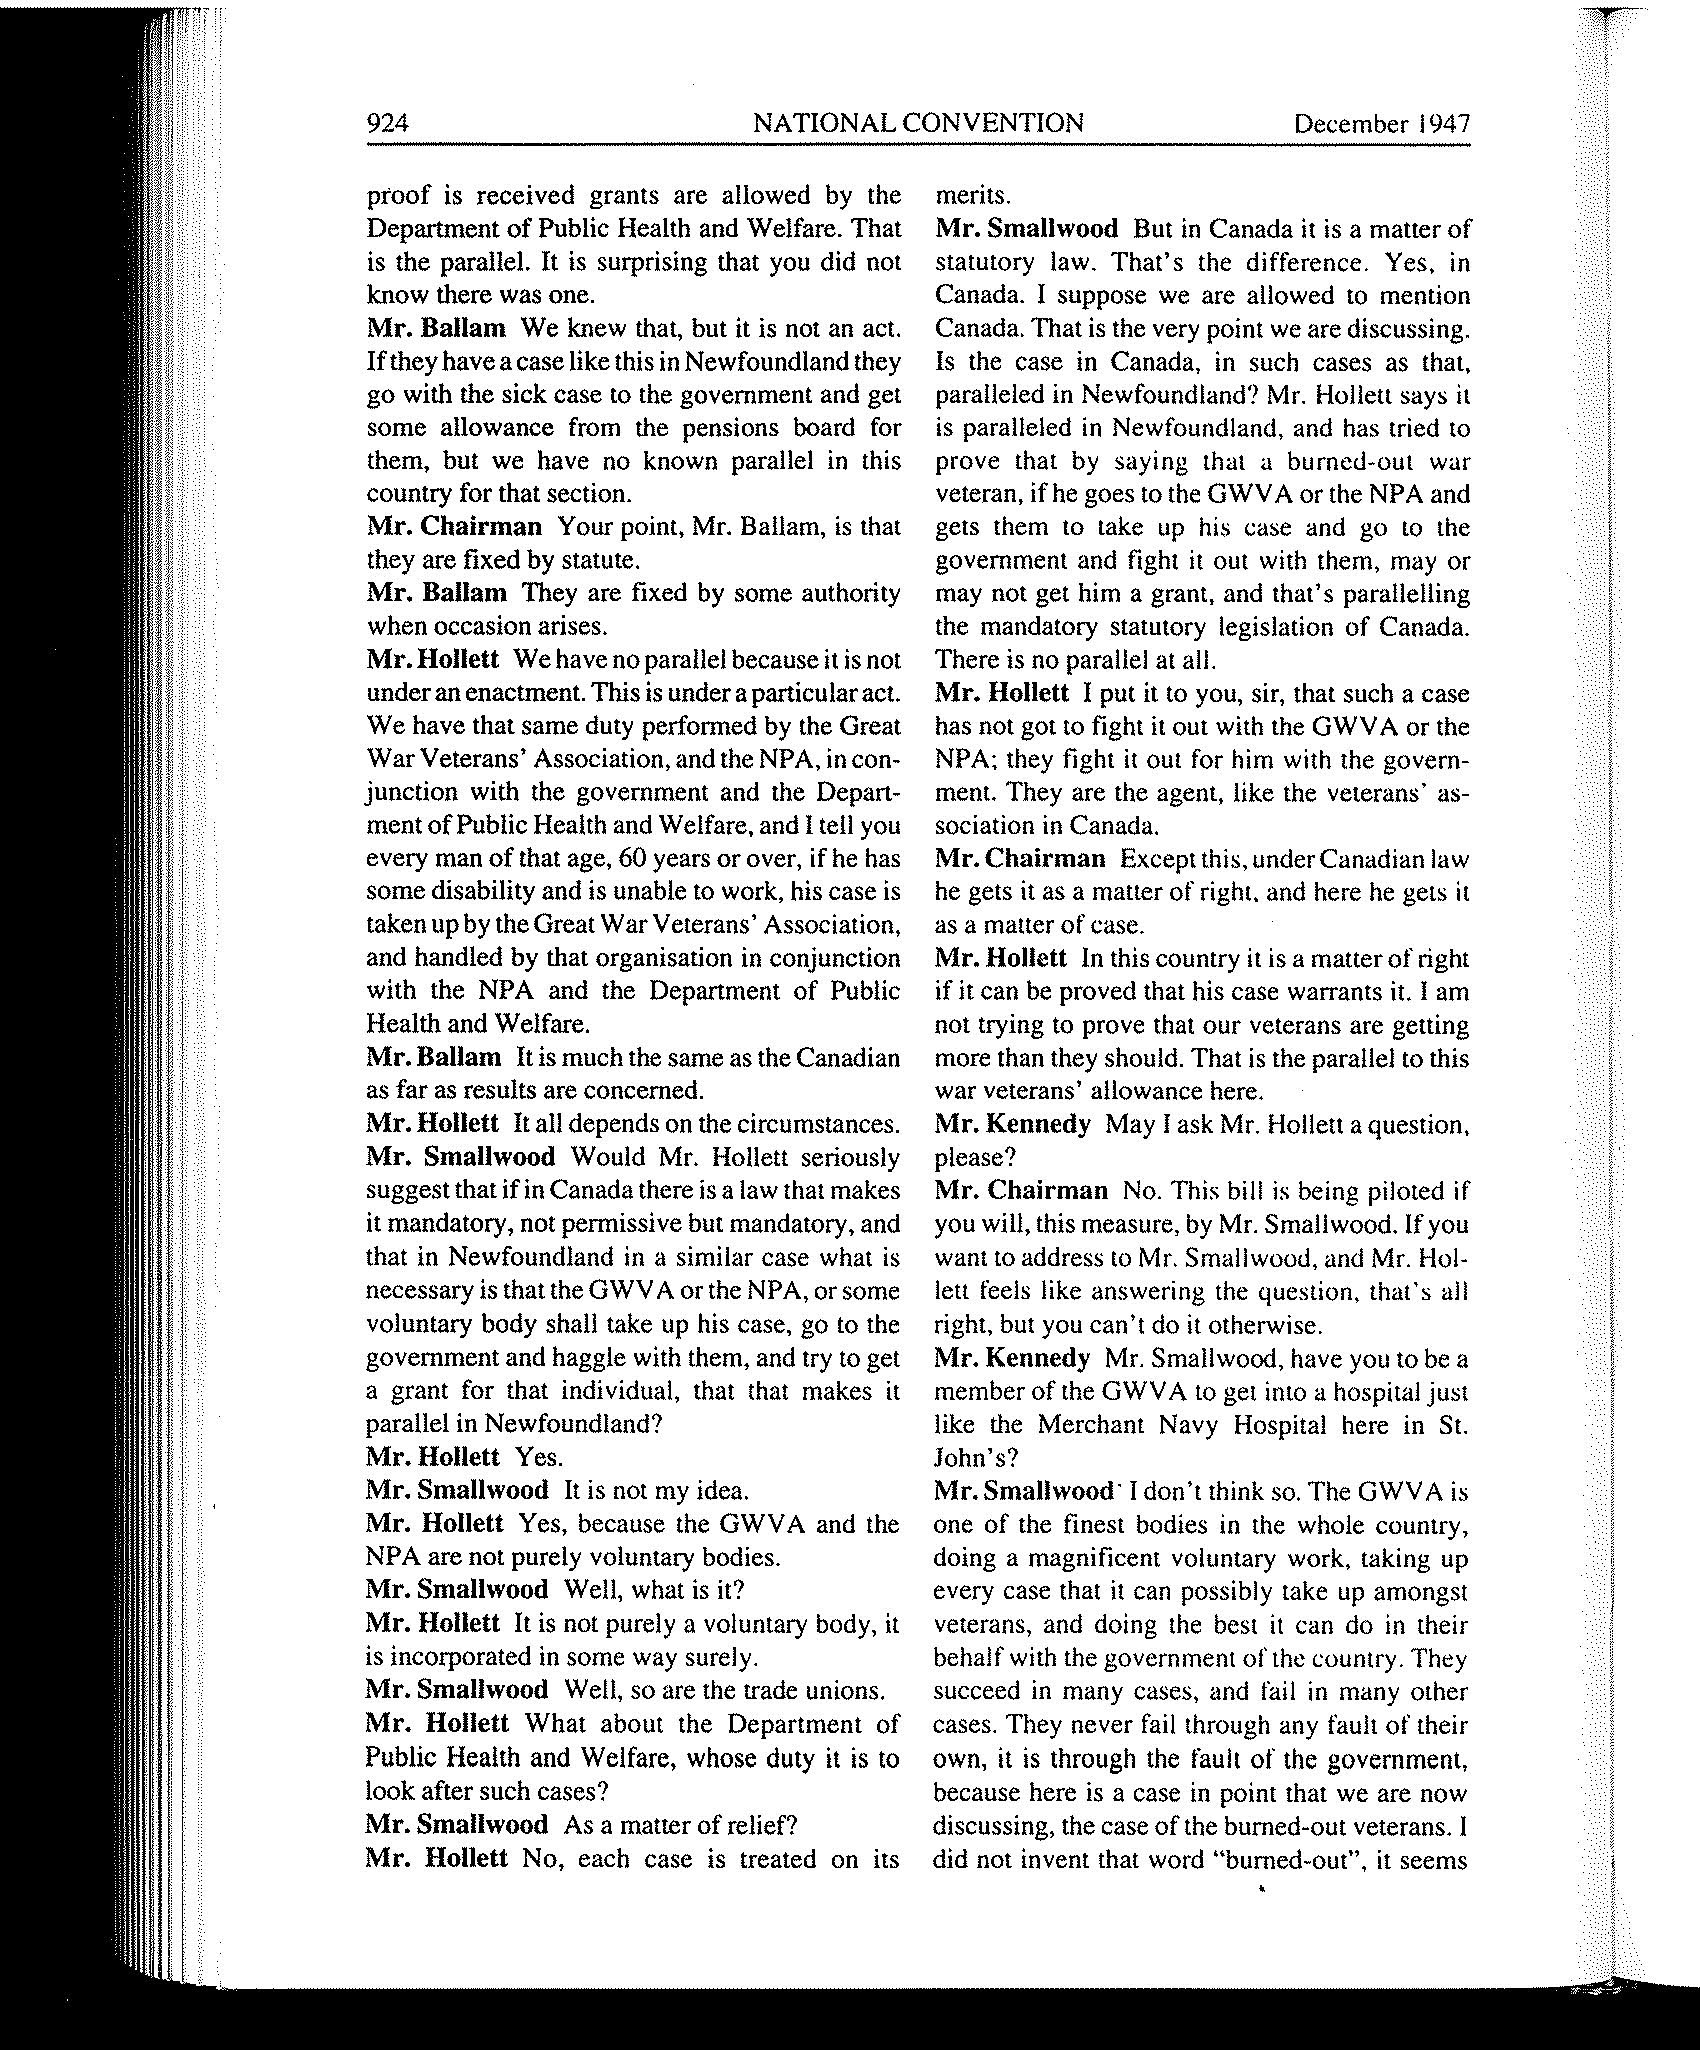 924 NATIONAL CONVENTION December 1947
proof is received grants are allowed by the
Department of Public Health and Welfare. That
is the parallel. It is surprising that you did not
know there was one.
Mr. Ballam We knew that, but it is not an act.
If they have a case like this in Newfoundland they
go with the sick case to the government and get
some allowance from the pensions board for
them, but we have no known parallel in this
country for that section.
Mr. Chairman Your point, Mr. Ballam, is that
they are fixed by statute.
Mr. Ballam They are fixed by some authority
when occasion arises.
Mr. Hollett We have no parallel because it is not
under an enactment. This is under a particular act.
We have that same duty performed by the Great
War Veterans' Association, and the NPA, in con-
junction with the government and the Depart-
ment of Public Health and Welfare, and I tell you
every man of that age, 60 years or over, if he has
some disability and is unable to work, his case is
taken up by the Great War Veterans' Association,
and handled by that organisation in conjunction
with the NPA and the Department of Public
Health and Welfare.
Mr. Ballam It is much the same as the Canadian
as far as results are concerned.
Mr. Hollett It all depends on the circumstances.
Mr. Smallwood Would Mr. Hollett seriously
suggest that if in Canada there is a law that makes
it mandatory, not permissive but mandatory, and
that in Newfoundland in a similar case what is
necessary is that the GWVA or the NPA, or some
voluntary body shall take up his case, go to the
government and haggle with them, and try to get
a grant for that individual, that that makes it
parallel in Newfoundland?
Mr. Hollett Yes.
Mr. Smallwood It is not my idea.
Mr. Hollett Yes, because the GWVA and the
NPA are not purely voluntary bodies.
Mr. Smallwood Well, what is it?
Mr. Hollett It is not purely a voluntary body, it
is incorporated in some way surely.
Mr. Smallwood Well, so are the trade unions.
Mr. Hollett What about the Department of
Public Health and Welfare, whose duty it is to
look after such cases?
Mr. Smallwood As a matter of relief?
Mr. Hollett No, each case is treated on its
merits.
Mr. Smallwood But in Canada it is a matter of
statutory law. That's the difference. Yes, in
Canada. I suppose we are allowed to mention
Canada. That is the very point we are discussing.
Is the case in Canada, in such cases as that,
paralleled in Newfoundland? Mr. Hollett says it
is paralleled in Newfoundland, and has tried to
prove that by saying that a burned-out war
veteran, if he goes to the GWVA or the NPA and
gets them to take up his case and go to the
government and fight it out with them, may or
may not get him a grant, and that's parallelling
the mandatory statutory legislation of Canada.
There is no parallel at all.
Mr. Hollett I put it to you, sir, that such a case
has not got to fight it out with the GWVA or the
NPA; they fight it out for him with the govern-
ment. They are the agent, like the veterans' as-
sociation in Canada.
Mr. Chairman Except this, under Canadian law
he gets it as a matter of right, and here he gets it
as a matter of case.
Mr. Hollett In this country it is a matter of right
if it can be proved that his case warrants it. I am
not trying to prove that our veterans are getting
more than they should. That is the parallel to this
war veterans' allowance here.
Mr. Kennedy May I ask Mr. Hollett a question,
please?
Mr. Chairman No. This bill is being piloted if
you will, this measure, by Mr. Smallwood. If you
want to address to Mr. Smallwood, and Mr. Hol-
lett feels like answering the question, that's all
right, but you can't do it otherwise.
Mr. Kennedy Mr. Smallwood, have you to be a
member of the GWVA to get into a hospital just
like the Merchant Navy Hospital here in St.
John's?
Mr. Smallwood I don't think so. The GWVA is
one of the finest bodies in the whole country,
doing a magnificent voluntary work, taking up
every case that it can possibly take up amongst
veterans, and doing the best it can do in their
behalf with the government of the country. They
succeed in many cases, and fail in many other
cases. They never fail through any fault of their
own, it is through the fault of the government,
because here is a case in point that we are now
discussing, the case of the burned-out veterans. I
did not invent that word "burned-out", it seems